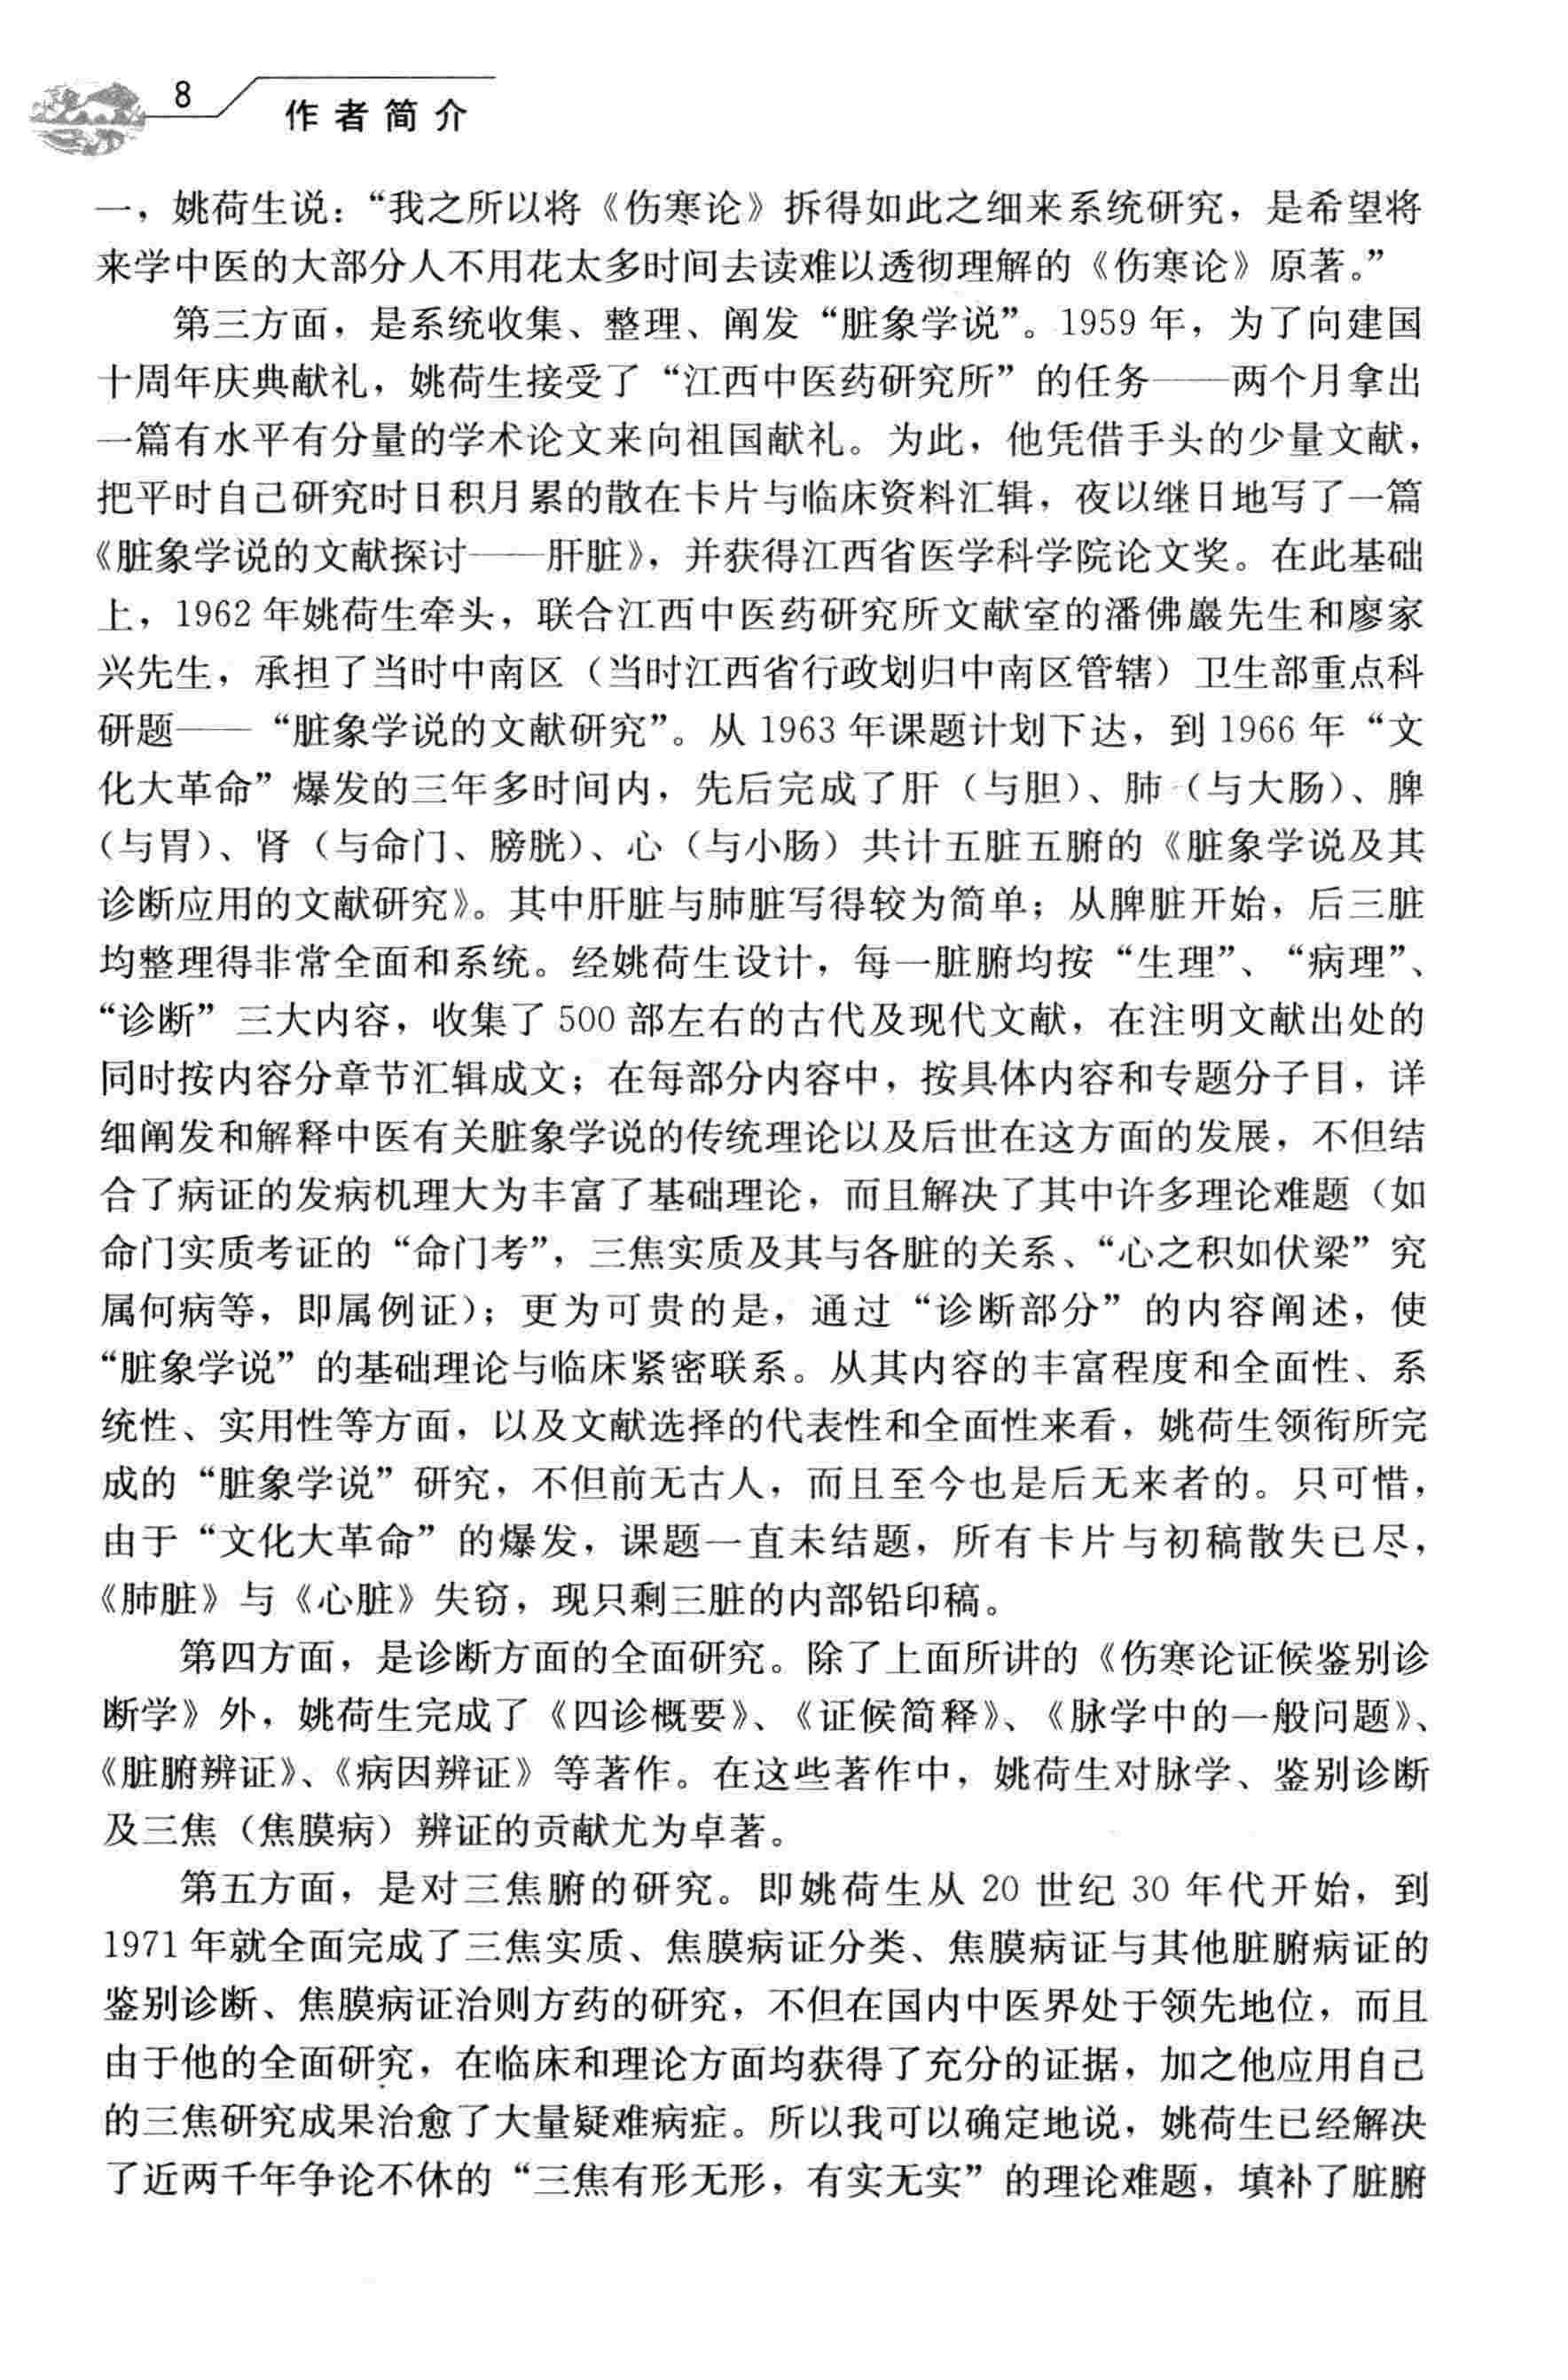 8
作者简介
一，姚荷生说：“我之所以将《伤寒论》拆得如此之细来系统研究，是希望将
来学中医的大部分人不用花太多时间去读难以透彻理解的《伤寒论》原著。”
第三方面，是系统收集、整理、阐发“脏象学说”。1959 年，为了向建国
十周年庆典献礼，姚荷生接受了“江西中医药研究所”的任务——两个月拿出
一篇有水平有分量的学术论文来向祖国献礼。为此，他凭借手头的少量文献，
把平时自己研究时日积月累的散在卡片与临床资料汇辑，夜以继日地写了一篇
《脏象学说的文献探讨——肝脏》，并获得江西省医学科学院论文奖。在此基础
上，1962 年姚荷生牵头，联合江西中医药研究所文献室的潘佛巖先生和廖家
兴先生，承担了当时中南区（当时江西省行政划归中南区管辖）卫生部重点科
研题——“脏象学说的文献研究”。从 1963 年课题计划下达，到 1966 年“文
化大革命”爆发的三年多时间内，先后完成了肝（与胆）、肺（与大肠）、脾
（与胃）、肾（与命门、膀胱）、心（与小肠）共计五脏五腑的《脏象学说及其
诊断应用的文献研究》。其中肝脏与肺脏写得较为简单；从脾脏开始，后三脏
均整理得非常全面和系统。经姚荷生设计，每一脏腑均按“生理”、“病理”、
“诊断”三大内容，收集了 500 部左右的古代及现代文献，在注明文献出处的
同时按内容分章节汇辑成文；在每部分内容中，按具体内容和专题分子目，详
细阐发和解释中医有关脏象学说的传统理论以及后世在这方面的发展，不但结
合了病证的发病机理大为丰富了基础理论，而且解决了其中许多理论难题（如
命门实质考证的“命门考”，三焦实质及其与各脏的关系、“心之积如伏梁”究
属何病等，即属例证）；更为可贵的是，通过“诊断部分”的内容阐述，使
“脏象学说”的基础理论与临床紧密联系。从其内容的丰富程度和全面性、系
统性、实用性等方面，以及文献选择的代表性和全面性来看，姚荷生领衔所完
成的“脏象学说”研究，不但前无古人，而且至今也是后无来者的。只可惜，
由于“文化大革命”的爆发，课题一直未结题，所有卡片与初稿散失已尽，
《肺脏》与《心脏》失窃，现只剩三脏的内部铅印稿。
第四方面，是诊断方面的全面研究。除了上面所讲的《伤寒论证候鉴别诊
断学》外，姚荷生完成了《四诊概要》、《证候简释》、《脉学中的一般问题》、
《脏腑辨证》、《病因辨证》等著作。在这些著作中，姚荷生对脉学、鉴别诊断
及三焦（焦膜病）辨证的贡献尤为卓著。
第五方面，是对三焦腑的研究。即姚荷生从 20 世纪 30 年代开始，到
1971 年就全面完成了三焦实质、焦膜病证分类、焦膜病证与其他脏腑病证的
鉴别诊断、焦膜病证治则方药的研究，不但在国内中医界处于领先地位，而且
由于他的全面研究，在临床和理论方面均获得了充分的证据，加之他应用自己
的三焦研究成果治愈了大量疑难病症。所以我可以确定地说，姚荷生已经解决
了近两千年争论不休的“三焦有形无形，有实无实”的理论难题，填补了脏腑